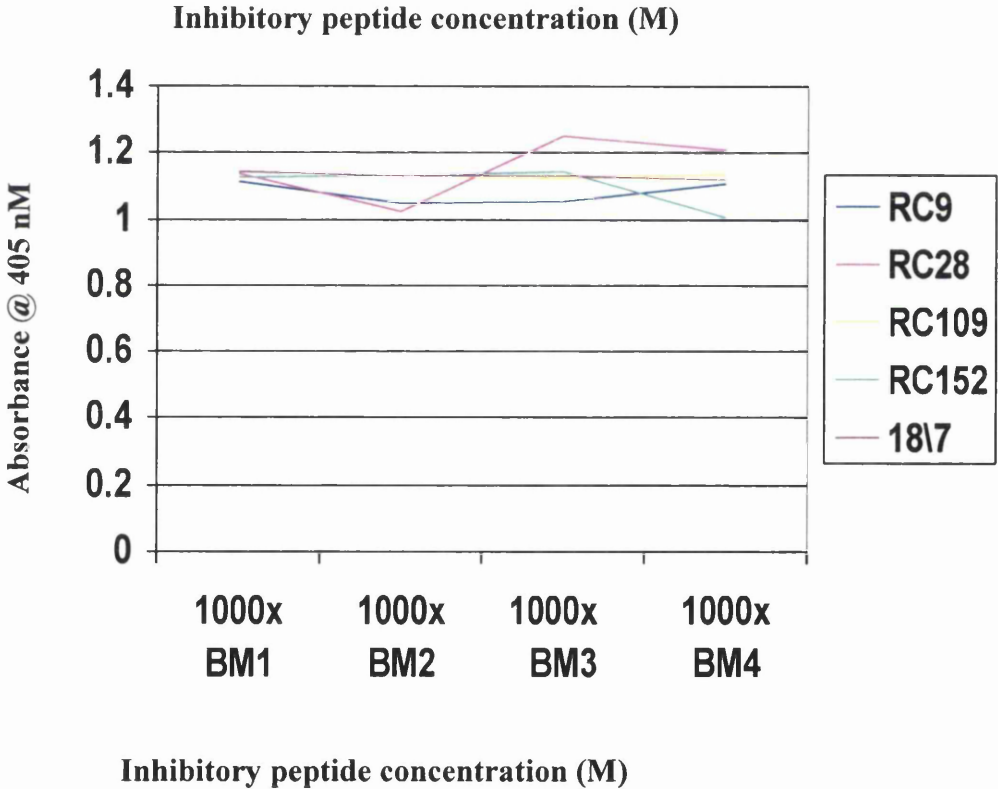 Inhibitory peptide concentration (M)
1.4
1.2
1
0.8
0.6
0.4
0.2
0
Absorbance @ 405 nM
1000x
BM1
1000x
BM2
1000x
BM3
1000x
BM4
RC9
RC28
RC109
RC152
18\7
Inhibitory peptide concentration (M)